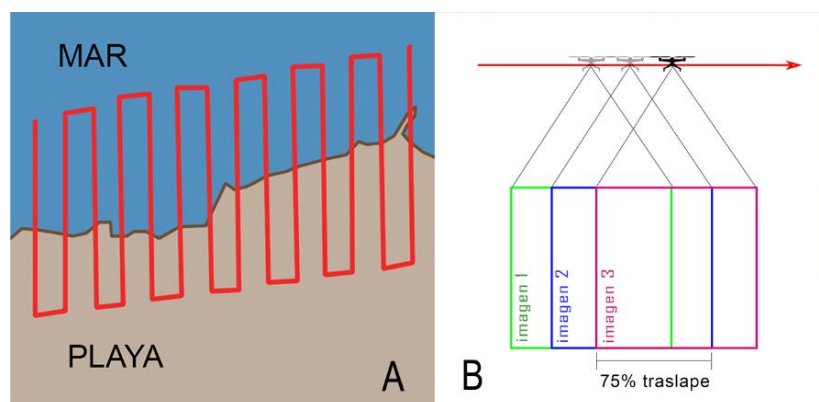 MAR
PLAYA
A
imagen 1
imagen 2
imagen 3
75% traslape
B